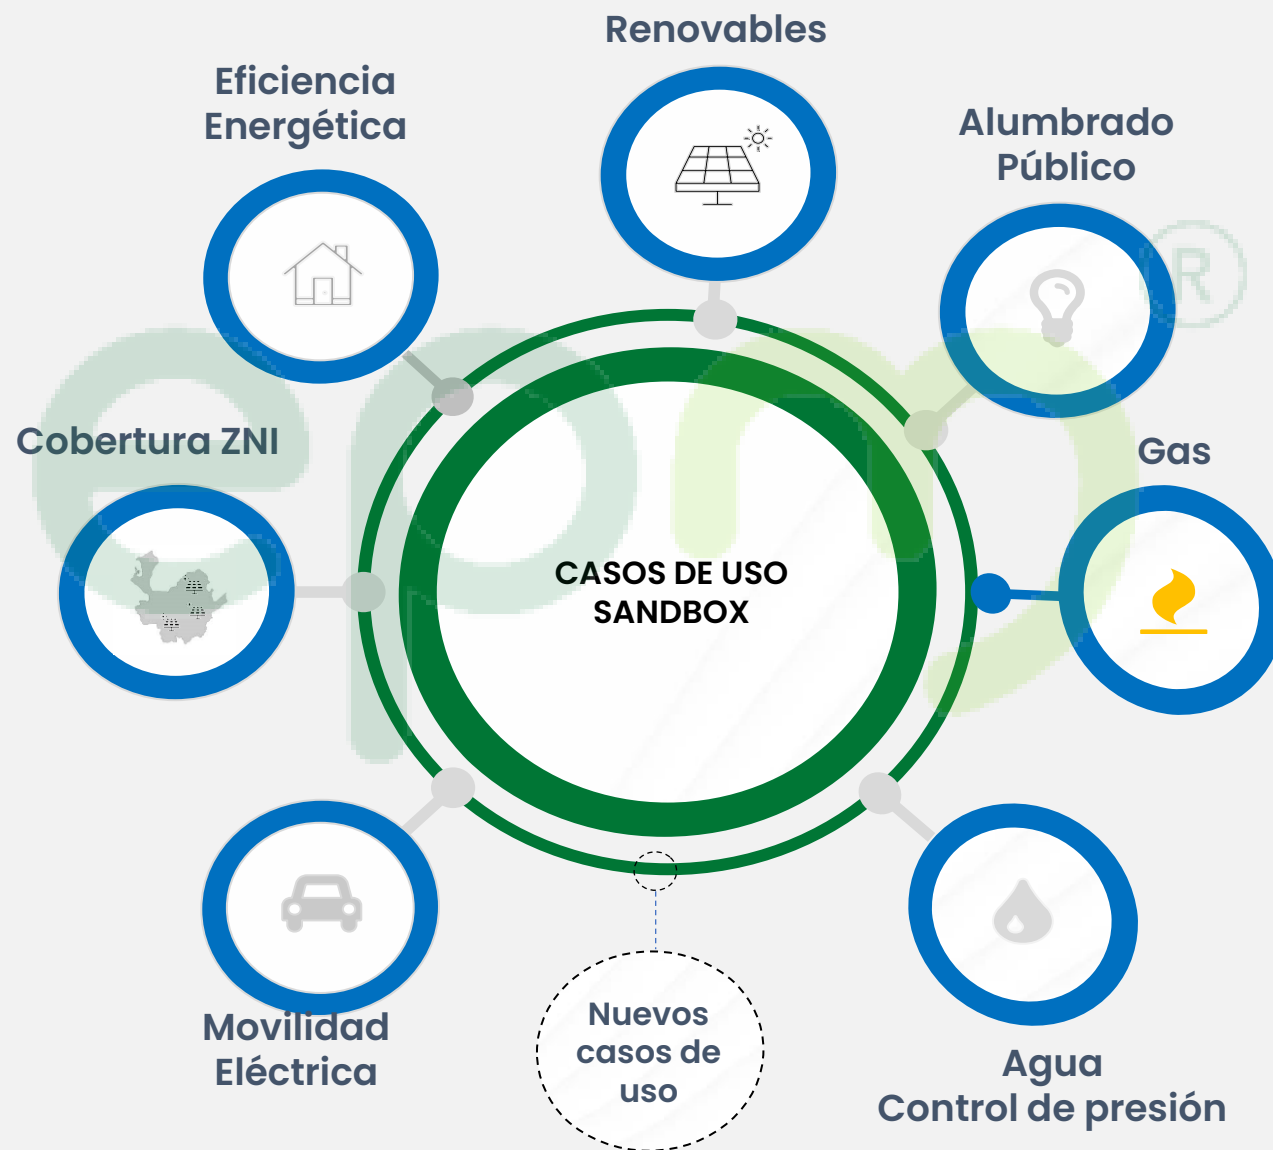 Renovables
Eficiencia
Energética
Alumbrado
Público
Cobertura ZNI
Gas
CASOS DE USO
SANDBOX
Movilidad
Eléctrica
Nuevos
casos de
uso
Agua
Control de presión
epm®